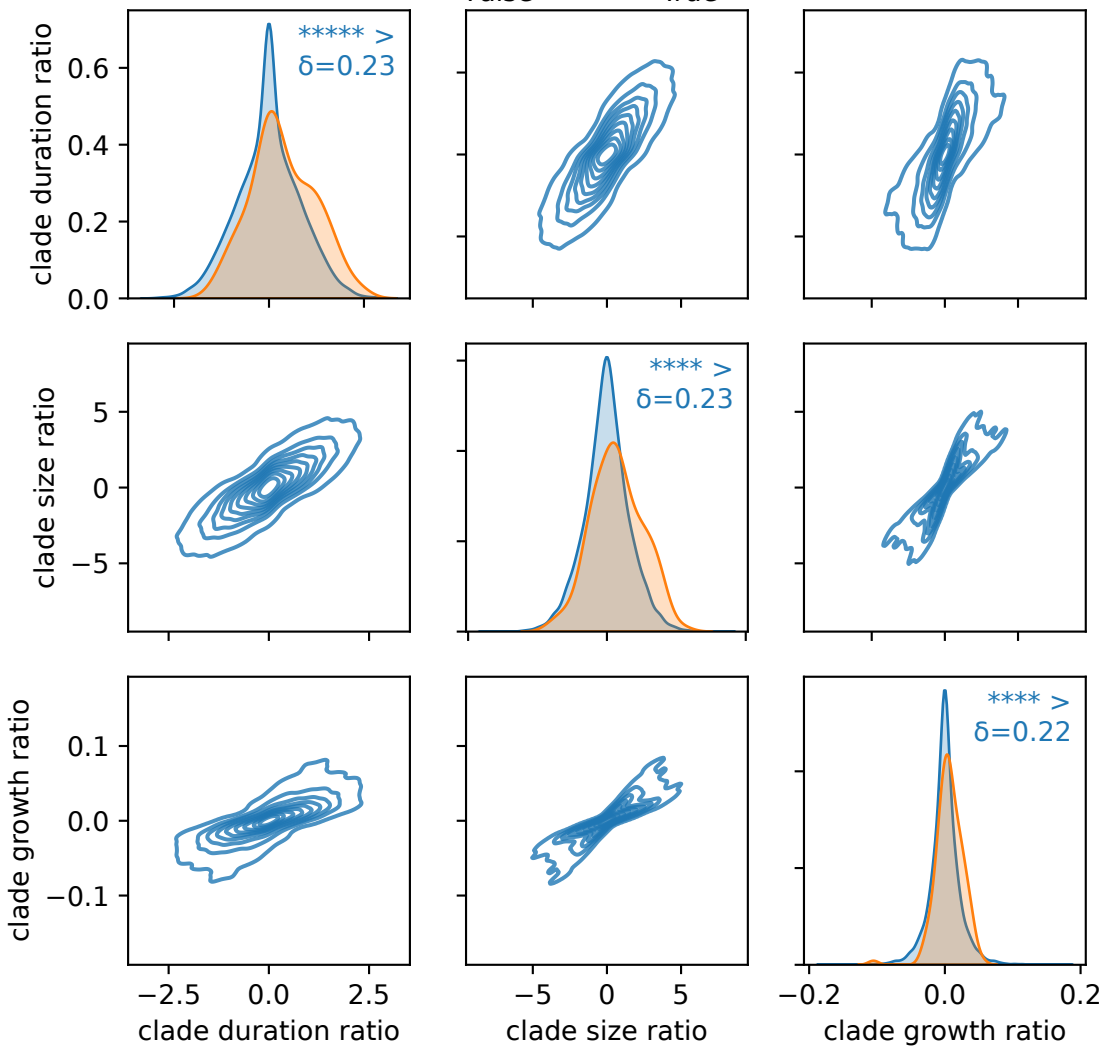 ***** >
δ=0.23
clade duration ratio
0.6
0.4
0.2
0.0
**** >
δ=0.23
clade size ratio
5
0
−5
**** >
δ=0.22
clade growth ratio
0.1
0.0
−0.1
−2.5 0.0 2.5 −5 0 5 −0.2 0.0 0.2
clade duration ratio clade size ratio clade growth ratio